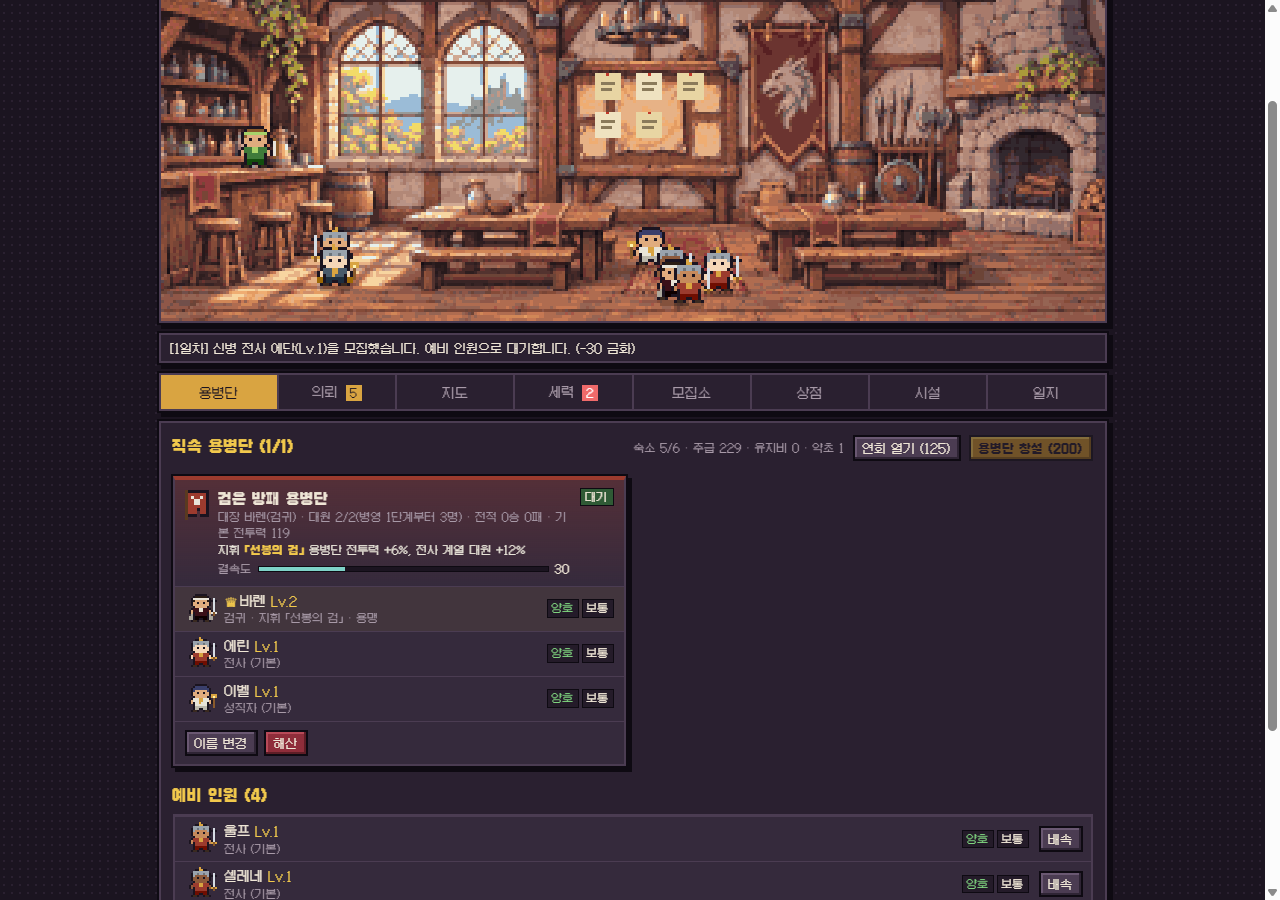 [1일차] 신병 전사 에단(Lv.1)을 모집했습니다. 예비 인원으로 대기합니다. (-30 금화)
용병단 의뢰 5 지도 세력 2 모집소 상점 시설 일지
직속 용병단 (1/1) 숙소 5/6 · 주급 229 · 유지비 0 · 약초 1 연회 열기 (125) 용병단 창설 (200)
검은 방패 용병단 대기
대장 바렌(검귀) · 대원 2/2(병영 1단계부터 3명) · 전적 0승 0패 · 기
본 전투력 119
지휘 「선봉의 검」 용병단 전투력 +6%, 전사 계열 대원 +12%
결속도 30
바렌 Lv.2 양호 보통
검귀 · 지휘 「선봉의 검」 · 용맹
에린 Lv.1 양호 보통
전사 (기본)
이벨 Lv.1 양호 보통
성직자 (기본)
이름 변경 해산
예비 인원 (4)
울프 Lv.1 양호 보통 배속
전사 (기본)
셀레네 Lv.1 양호 보통 배속
전사 (기본)